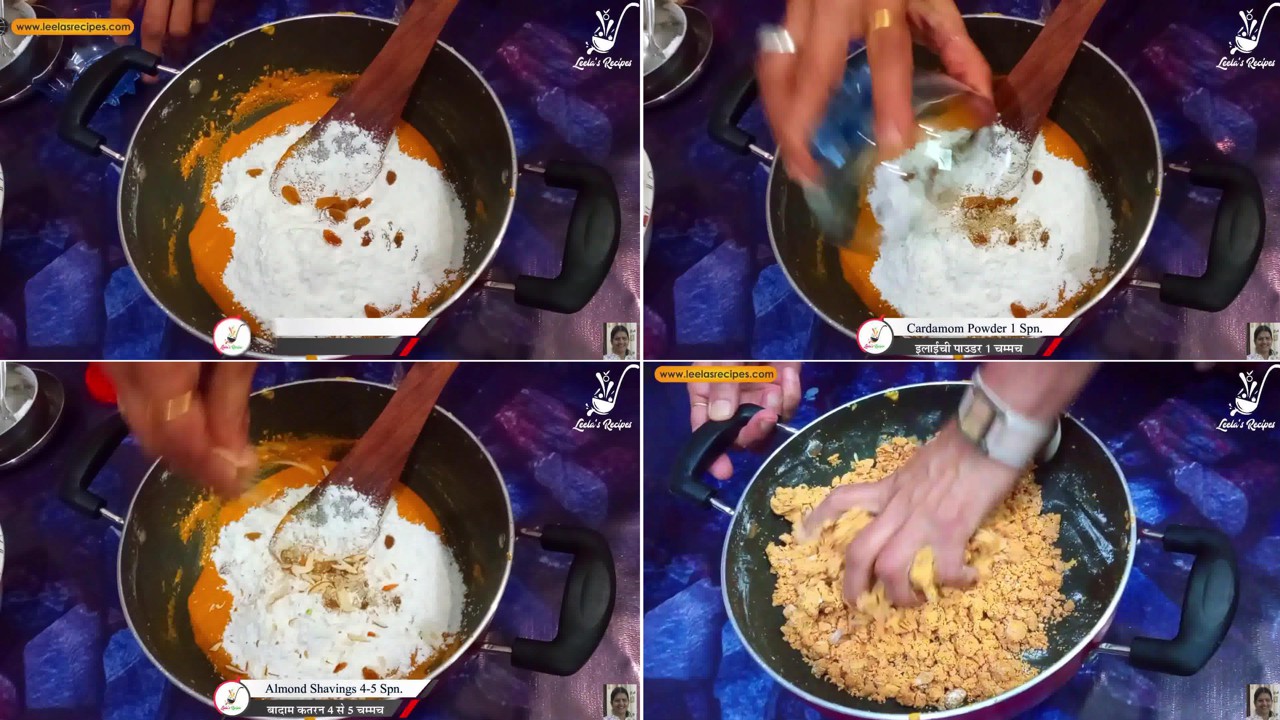 www.leelasrecipes.com
Leela's Recipes
Leela's Recipes
Cardamom Powder 1 Spn.
इलाईची पाउडर 1 चम्मच
Leela's Recipes
Almond Shavings 4-5 Spn.
बादाम कतरन 4 से 5 चम्मच
www.leelasrecipes.com
Leela's Recipes